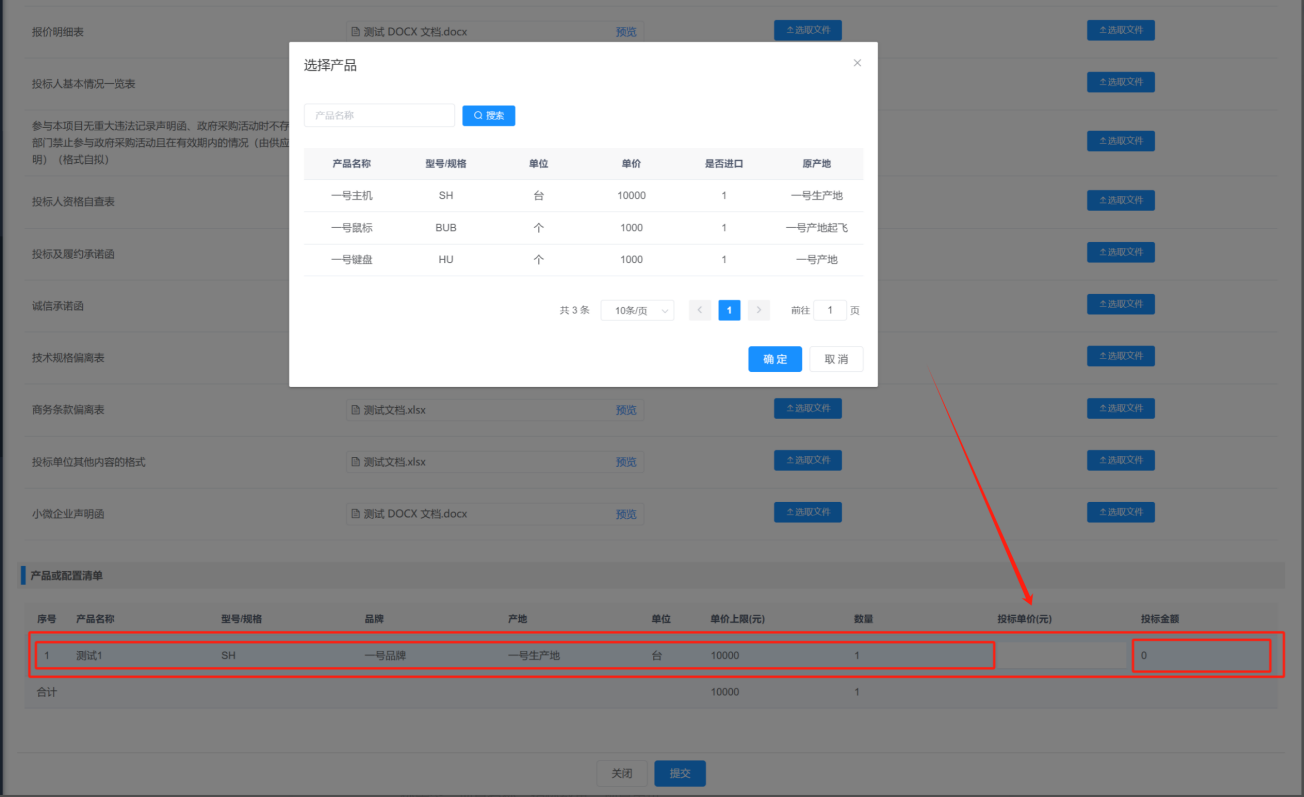 报价明细表 测试 DOCX 文档.docx 预览 选取文件 选取文件
选择产品
投标人基本情况一览表 选取文件
产品名称 搜索
参与本项目无重大违法记录声明函、政府采购活动时不存
部门禁止参与政府采购活动且在有效期内的情况（由供应 选取文件
明）（格式自拟）
产品名称 型号/规格 单位 单价 是否进口 原产地
一号主机 SH 台 10000 1 一号生产地
投标人资格自查表 选取文件
一号鼠标 BUB 个 1000 1 一号产地起飞
投标及履约承诺函 选取文件
一号键盘 HU 个 1000 1 一号产地
诚信承诺函 选取文件
共 3 条 10条/页 1 前往 1 页
技术规格偏离表 选取文件
确 定 取 消
商务条款偏离表 测试文档.xlsx 预览 选取文件 选取文件
投标单位其他内容的格式 测试文档.xlsx 预览 选取文件 选取文件
小微企业声明函 测试 DOCX 文档.docx 预览 选取文件 选取文件
产品或配置清单
序号 产品名称 型号/规格 品牌 产地 单位 单价上限(元) 数量 投标单价(元) 投标金额
1 测试1 SH 一号品牌 一号生产地 台 10000 1 0
合计 10000 1
关闭 提交